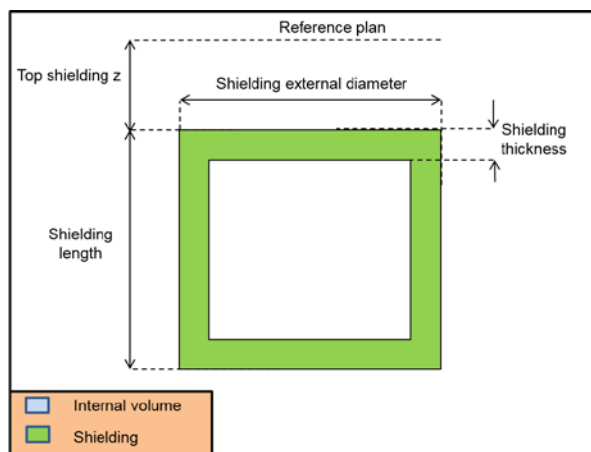 Reference plan
Top shielding z
Shielding external diameter
Shielding
thickness
Shielding
length
Internal volume
Shielding